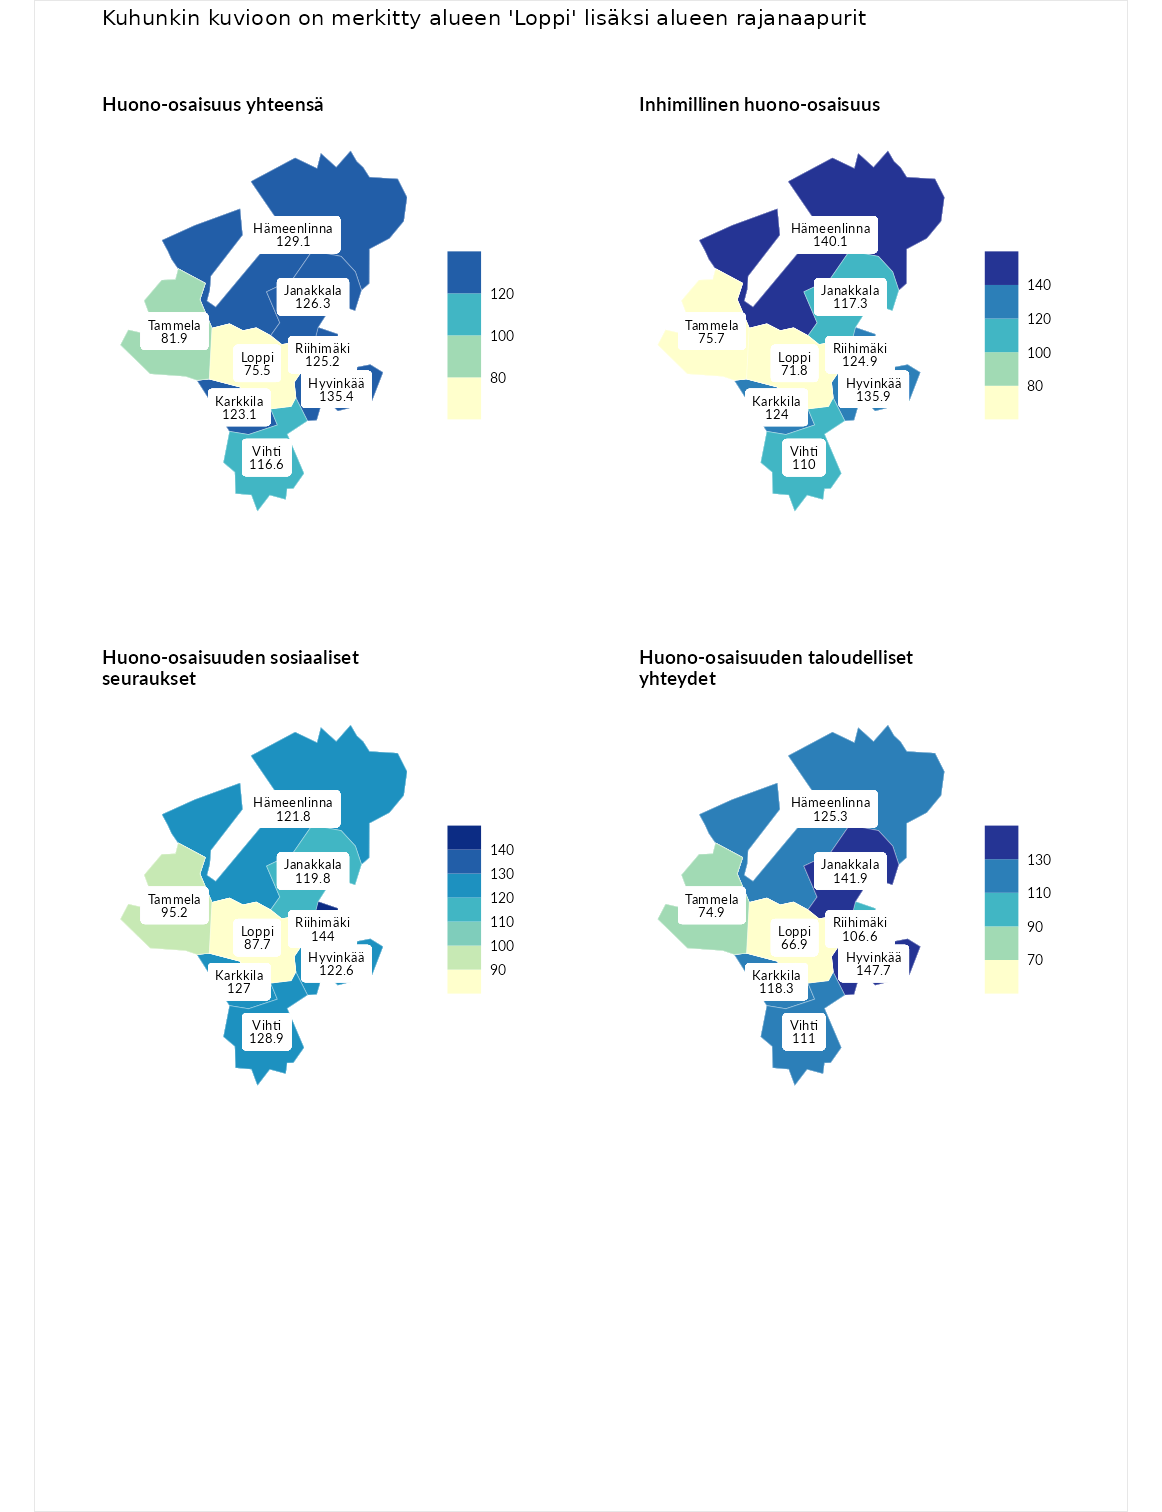 Kuhunkin kuvioon on merkitty alueen 'Loppi' lisäksi alueen rajanaapurit
Huono-osaisuus yhteensä
Hämeenlinna
129.1
Janakkala
126.3
Tammela
81.9
Riihimäki
125.2
Loppi
75.5
Hyvinkää
135.4
Karkkila
123.1
Vihti
116.6
120
100
80
Inhimillinen huono-osaisuus
Hämeenlinna
140.1
Janakkala
117.3
Tammela
75.7
Riihimäki
124.9
Loppi
71.8
Hyvinkää
135.9
Karkkila
124
Vihti
110
140
120
100
80
Huono-osaisuuden sosiaaliset
seuraukset
Hämeenlinna
121.8
Janakkala
119.8
Tammela
95.2
Riihimäki
144
Loppi
87.7
Hyvinkää
122.6
Karkkila
127
Vihti
128.9
140
130
120
110
100
90
Huono-osaisuuden taloudelliset
yhteydet
Hämeenlinna
125.3
Janakkala
141.9
Tammela
74.9
Riihimäki
106.6
Loppi
66.9
Hyvinkää
147.7
Karkkila
118.3
Vihti
111
130
110
90
70